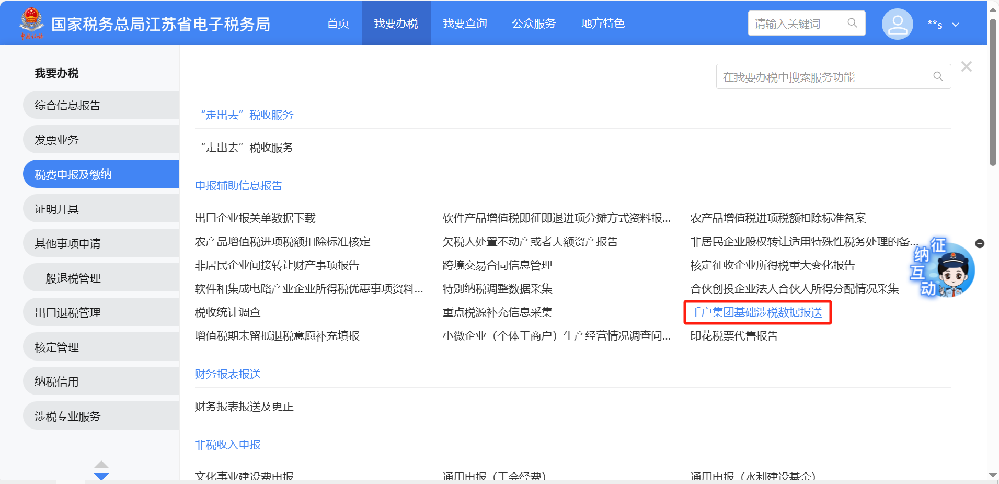 国家税务总局江苏省电子税务局
首页
我要办税
我要查询
公众服务
地方特色
请输入关键词
**s
我要办税
综合信息报告
发票业务
税费申报及缴纳
证明开具
其他事项申请
一般退税管理
出口退税管理
核定管理
纳税信用
涉税专业服务
在我要办税中搜索服务功能
“走出去”税收服务
“走出去”税收服务
申报辅助信息报告
出口企业报关单数据下载
软件产品增值税即征即退进项分摊方式资料报...
农产品增值税进项税额扣除标准备案
农产品增值税进项税额扣除标准核定
欠税人处置不动产或者大额资产报告
非居民企业股权转让适用特殊性税务处理的备...
非居民企业间接转让财产事项报告
跨境交易合同信息管理
核定征收企业所得税重大变化报告
软件和集成电路产业企业所得税优惠事项资料...
特别纳税调整数据采集
合伙创投企业法人合伙人所得分配情况采集
税收统计调查
重点税源补充信息采集
千户集团基础涉税数据报送
增值税期末留抵退税意愿补充填报
小微企业（个体工商户）生产经营情况调查问...
印花税票代售报告
财务报表报送
财务报表报送及更正
非税收入申报
文化事业建设费申报
通用申报（工会经费）
通用申报（水利建设基金）
征纳互动